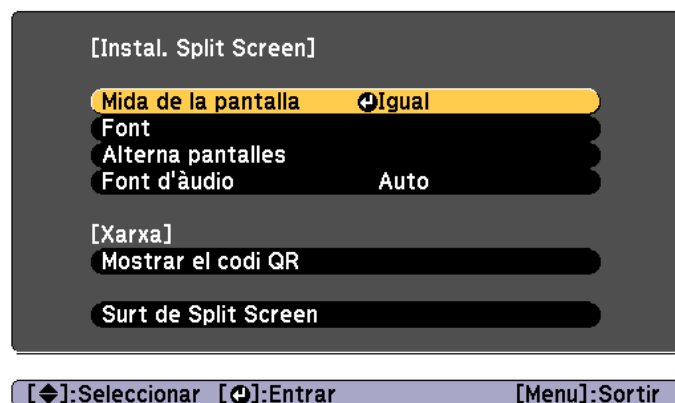 [Instal. Split Screen]
Mida de la pantalla Igual
Font
Alterna pantalles
Font d'àudio Auto
[Xarxa]
Mostrar el codi QR
Surt de Split Screen
[◆]:Seleccionar [⏎]:Entrar [Menu]:Sortir